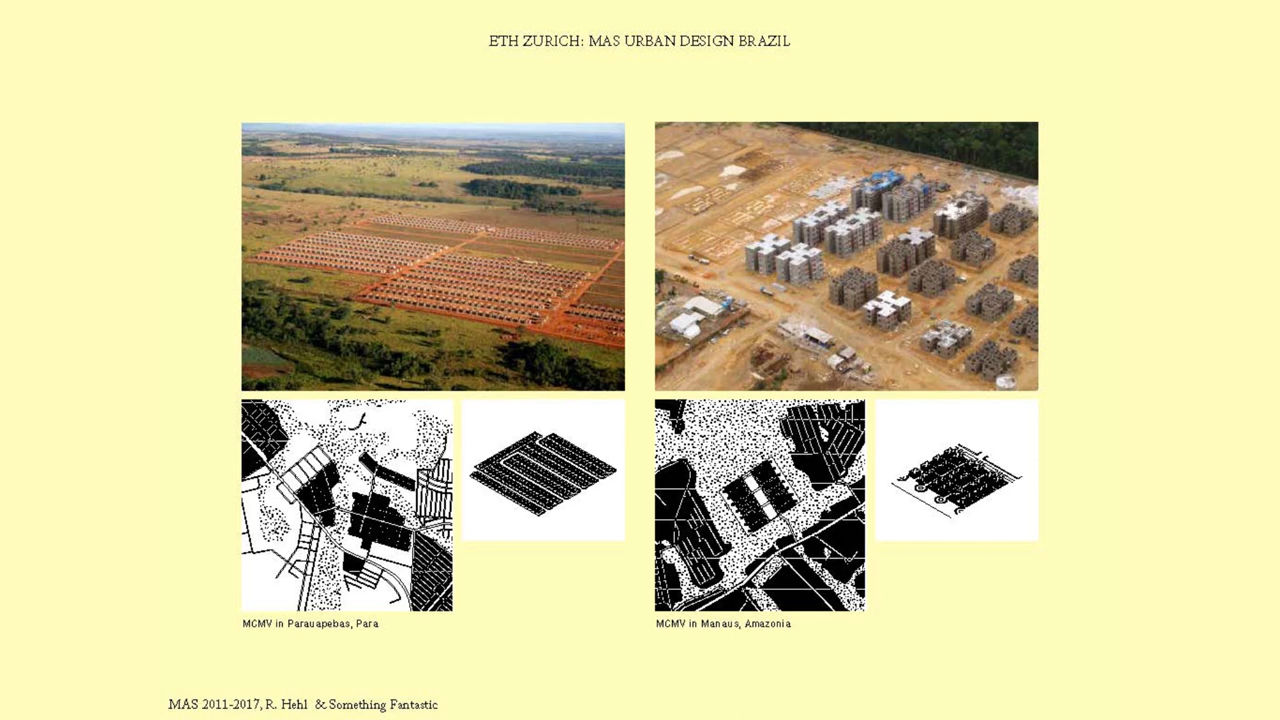 ETH ZURICH: MAS URBAN DESIGN BRAZIL
MCMV in Parauapebas, Para
MCMV in Manaus, Amazonia
MAS 2011-2017, R. Hehl & Something Fantastic